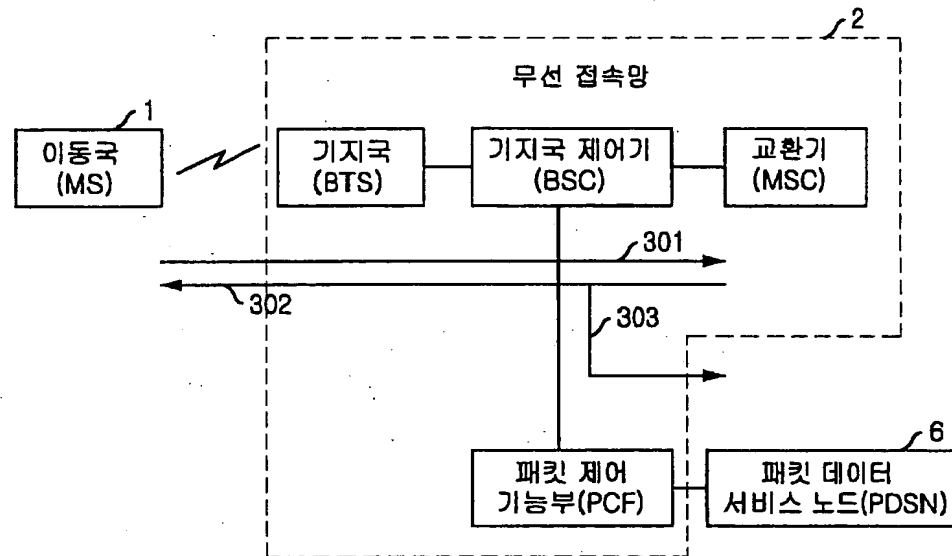 2
무선 접속망
1
이동국
(MS)
기지국
(BTS)
기지국 제어기
(BSC)
교환기
(MSC)
301
302
303
6
패킷 제어
기능부(PCF)
패킷 데이터
서비스 노드(PDSN)